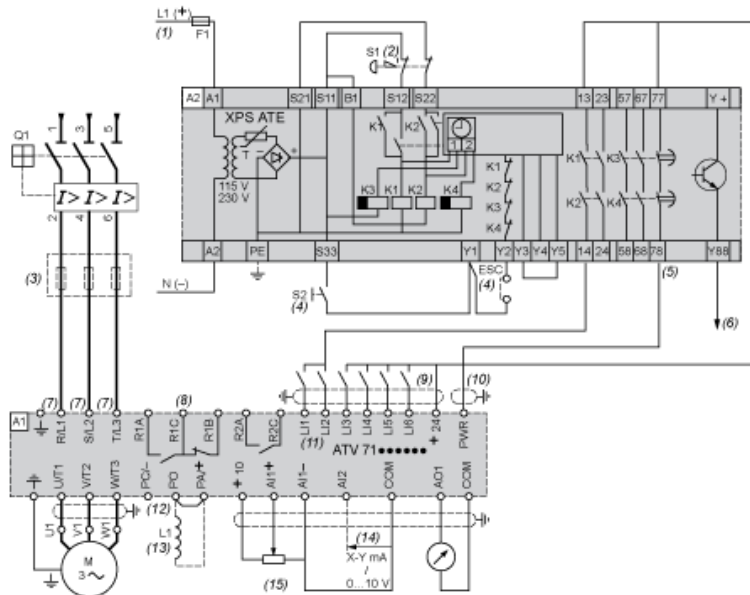 L1 (+)
(1)
F1
S1 (2)
A2 A1 S21 S11 B1 S12 S22 13 23 57 67 77 Y+
XPS ATE
T
+
115 V
230 V
K1 K2
1 2
K3 K1 K2 K4
K1
K2
K3
K4
K1 K3
K2 K4
A2 PE S33 Y1 Y2 Y3 Y4 Y5 14 24 58 68 78 Y88
N (–)
S2
(4)
ESC
(4)
(5)
(6)
Q1
1 3 5
I> I> I>
2 4 6
(3)
(7) (7) (7) (8) (9) (10)
A1
R/L1 S/L2 T/L3 R1A R1C R1B R2A R2C LI1 LI2 LI3 LI4 LI5 LI6 +24 PWR
(11)
ATV 71●●●●●●
U/T1 V/T2 W/T3 PC/– PO PA/+ +10 AI1+ AI1– AI2 COM AO1 COM
(12)
U1 V1 W1
L1
(13)
(14)
X-Y mA
/
0...10 V
(15)
M
3